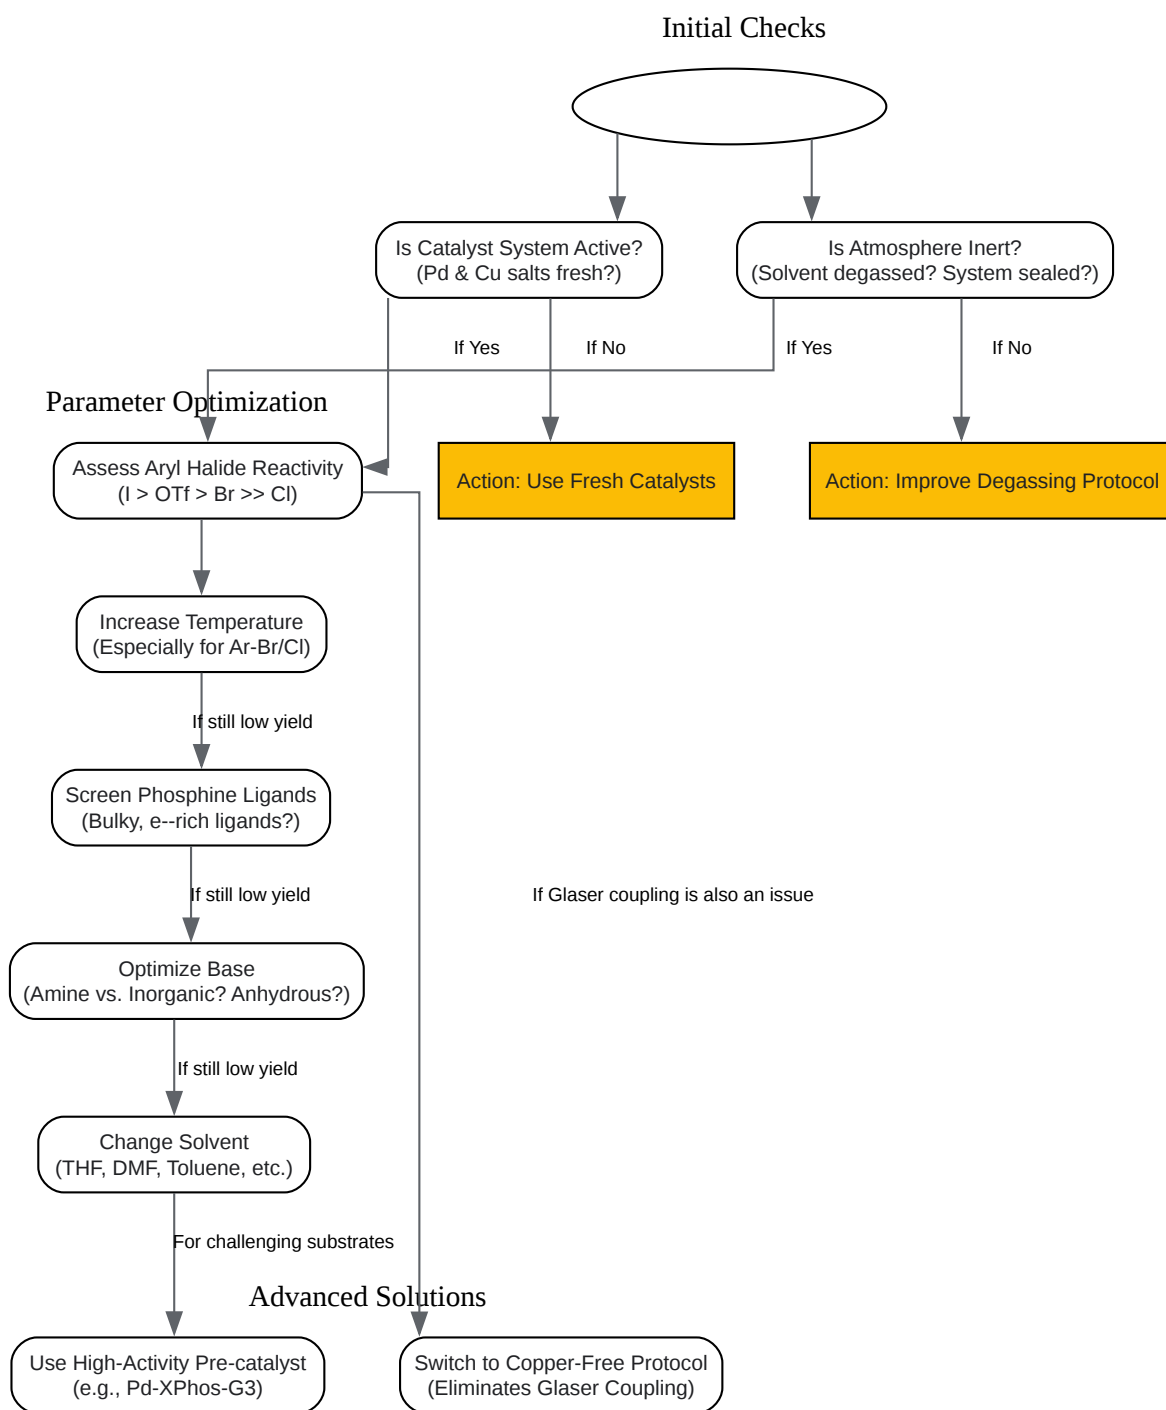 Initial Checks
Is Catalyst System Active?
(Pd & Cu salts fresh?)
Is Atmosphere Inert?
(Solvent degassed? System sealed?)
If Yes
If No
If Yes
If No
Parameter Optimization
Assess Aryl Halide Reactivity
(I > OTf > Br >> Cl)
Action: Use Fresh Catalysts
Action: Improve Degassing Protocol
Increase Temperature
(Especially for Ar-Br/Cl)
If still low yield
Screen Phosphine Ligands
(Bulky, e--rich ligands?)
If still low yield
If Glaser coupling is also an issue
Optimize Base
(Amine vs. Inorganic? Anhydrous?)
If still low yield
Change Solvent
(THF, DMF, Toluene, etc.)
For challenging substrates
Advanced Solutions
Use High-Activity Pre-catalyst
(e.g., Pd-XPhos-G3)
Switch to Copper-Free Protocol
(Eliminates Glaser Coupling)